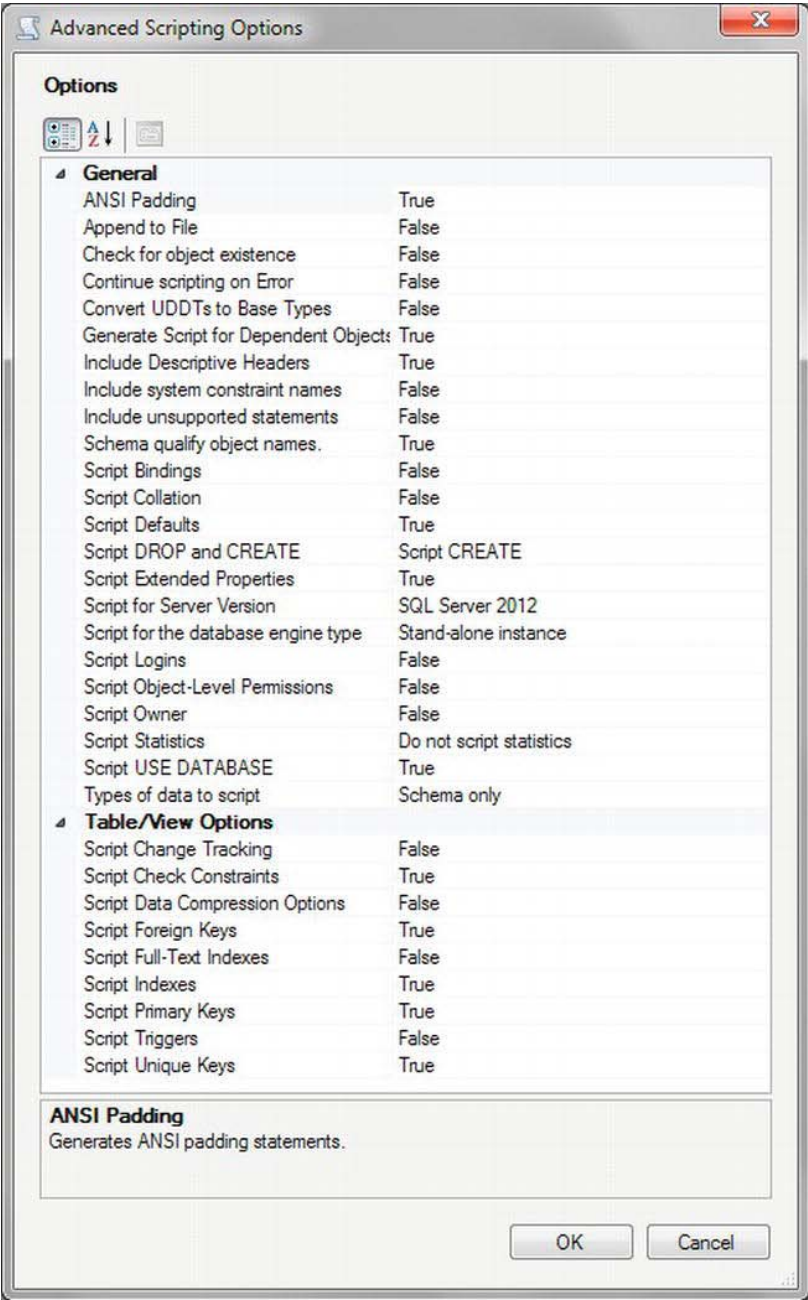 Advanced Scripting Options
Options
General
ANSI Padding True
Append to File False
Check for object existence False
Continue scripting on Error False
Convert UDDTs to Base Types False
Generate Script for Dependent Objects True
Include Descriptive Headers True
Include system constraint names False
Include unsupported statements False
Schema qualify object names. True
Script Bindings False
Script Collation False
Script Defaults True
Script DROP and CREATE Script CREATE
Script Extended Properties True
Script for Server Version SQL Server 2012
Script for the database engine type Stand-alone instance
Script Logins False
Script Object-Level Permissions False
Script Owner False
Script Statistics Do not script statistics
Script USE DATABASE True
Types of data to script Schema only
Table/View Options
Script Change Tracking False
Script Check Constraints True
Script Data Compression Options False
Script Foreign Keys True
Script Full-Text Indexes False
Script Indexes True
Script Primary Keys True
Script Triggers False
Script Unique Keys True
ANSI Padding
Generates ANSI padding statements.
OK Cancel